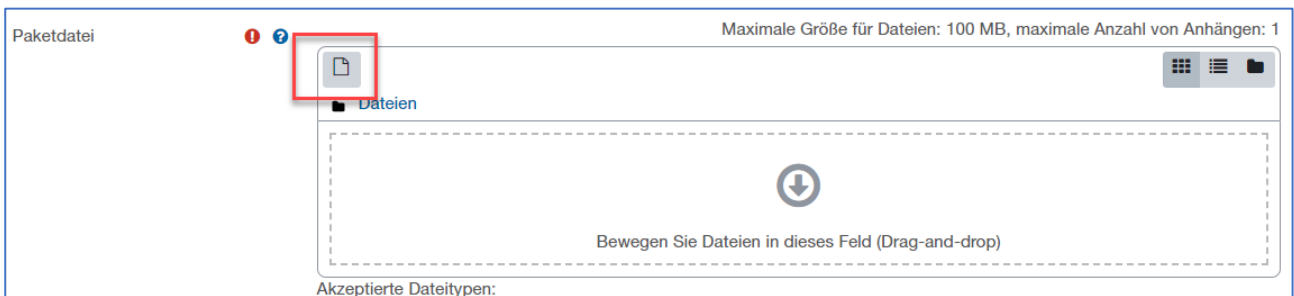 Paketdatei
Maximale Größe für Dateien: 100 MB, maximale Anzahl von Anhängen: 1
Dateien
Bewegen Sie Dateien in dieses Feld (Drag-and-drop)
Akzeptierte Dateitypen: